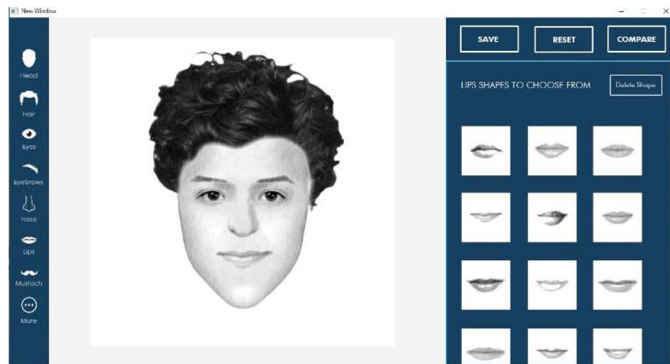 New Window
SAVE
RESET
COMPARE
LIPS SHAPES TO CHOOSE FROM
Delete Shape
Head
Hair
Eyes
Eyebrows
Nose
Lips
Mustach
More